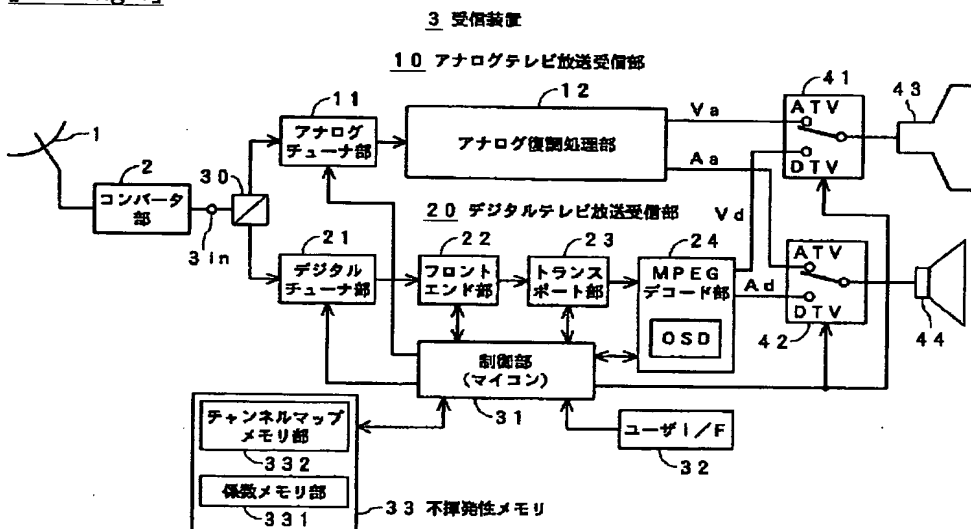 3 受信装置
10 アナログテレビ放送受信部
11
アナログ
チューナ部
12
アナログ復調処理部
Va
Aa
41
ATV
DTV
43
1
2
コンバータ
部
3in
30
20 デジタルテレビ放送受信部
21
デジタル
チューナ部
22
フロント
エンド部
23
トランス
ポート部
24
MPEG
デコード部
OSD
Vd
Ad
ATV
DTV
42
44
制御部
(マイコン)
31
ユーザI/F
32
チャンネルマップ
メモリ部
332
係数メモリ部
331
33 不揮発性メモリ